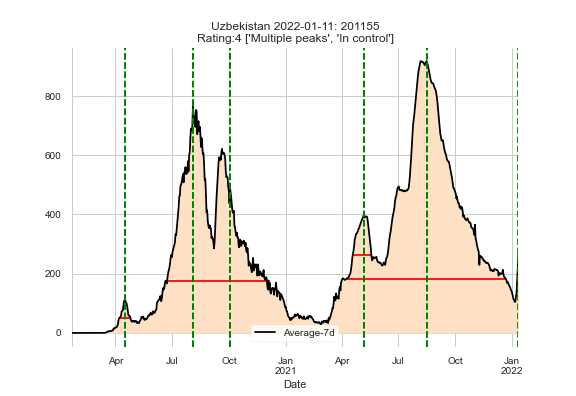 Uzbekistan 2022-01-11: 201155
Rating:4 ['Multiple peaks', 'In control']
800
600
400
200
0
Average-7d
Apr Jul Oct Jan Apr Jul Oct Jan
2021 2022
Date